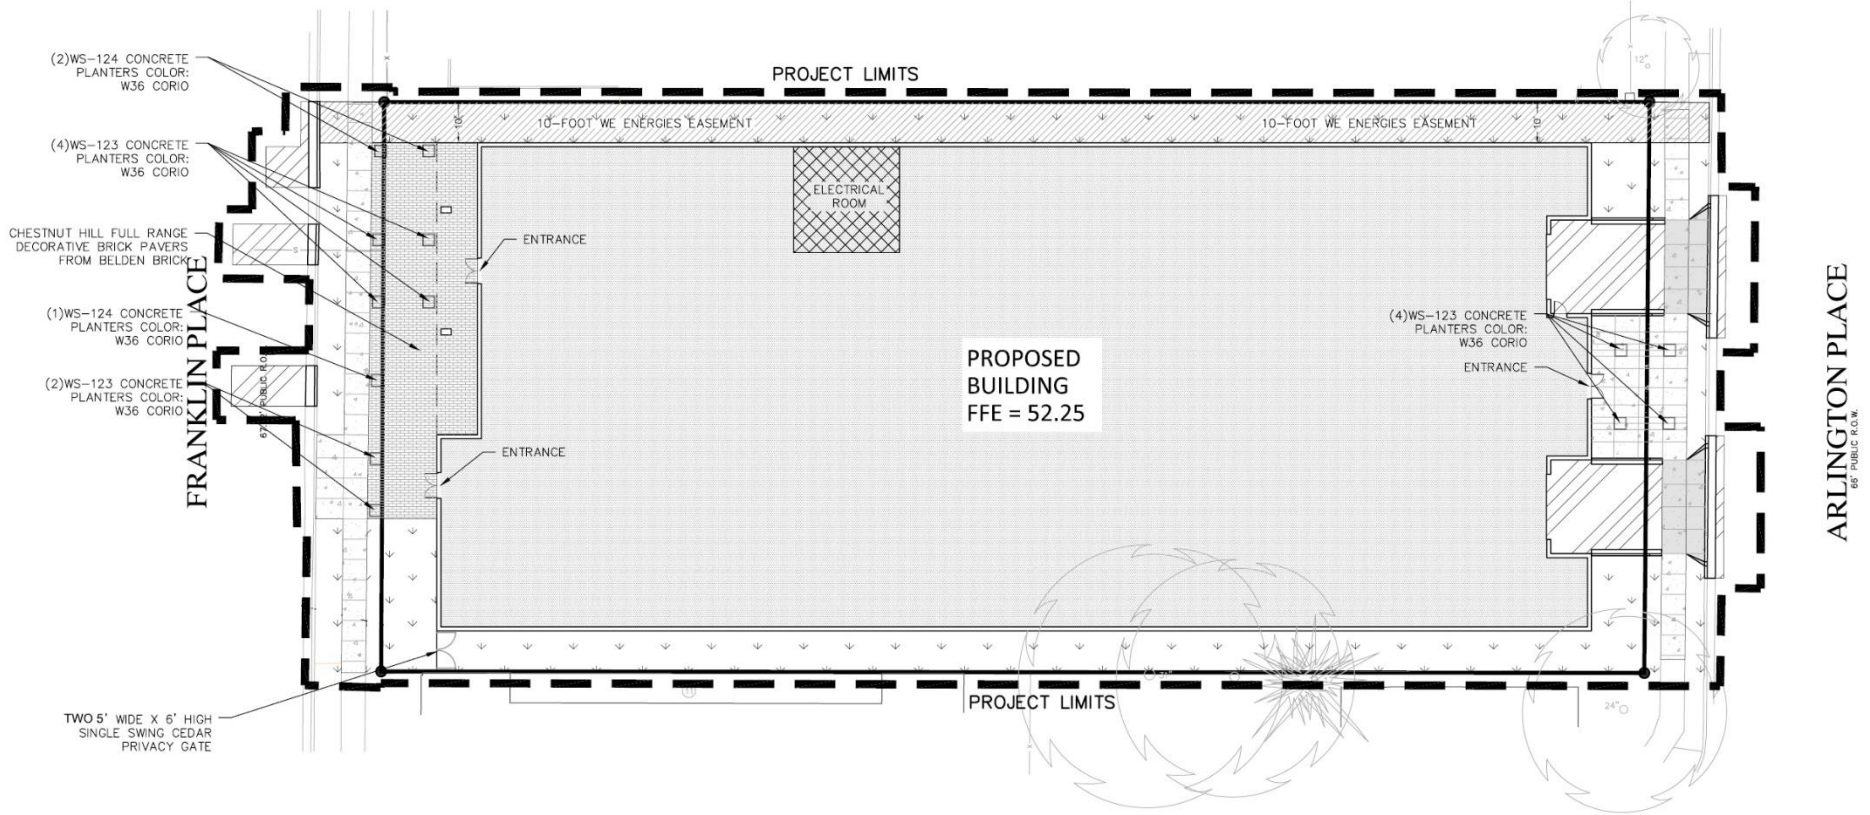 (2)WS-124 CONCRETE
PLANTERS COLOR:
W36 CORIO
PROJECT LIMITS
12"
10-FOOT WE ENERGIES EASEMENT
10-FOOT WE ENERGIES EASEMENT
10'
10'
(4)WS-123 CONCRETE
PLANTERS COLOR:
W36 CORIO
ELECTRICAL
ROOM
CHESTNUT HILL FULL RANGE
DECORATIVE BRICK PAVERS
FROM BELDEN BRICK
ENTRANCE
FRANKLIN PLACE
PUBLIC R.O.W.
(1)WS-124 CONCRETE
PLANTERS COLOR:
W36 CORIO
(2)WS-123 CONCRETE
PLANTERS COLOR:
W36 CORIO
ENTRANCE
PROPOSED
BUILDING
FFE = 52.25
(4)WS-123 CONCRETE
PLANTERS COLOR:
W36 CORIO
ENTRANCE
ARLINGTON PLACE
66' PUBLIC R.O.W.
TWO 5' WIDE X 6' HIGH
SINGLE SWING CEDAR
PRIVACY GATE
PROJECT LIMITS
24"